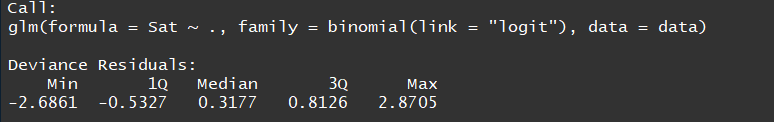 Call:
glm(formula = Sat ~ ., family = binomial(link = "logit"), data = data)
Deviance Residuals:
Min 1Q Median 3Q Max
-2.6861 -0.5327 0.3177 0.8126 2.8705